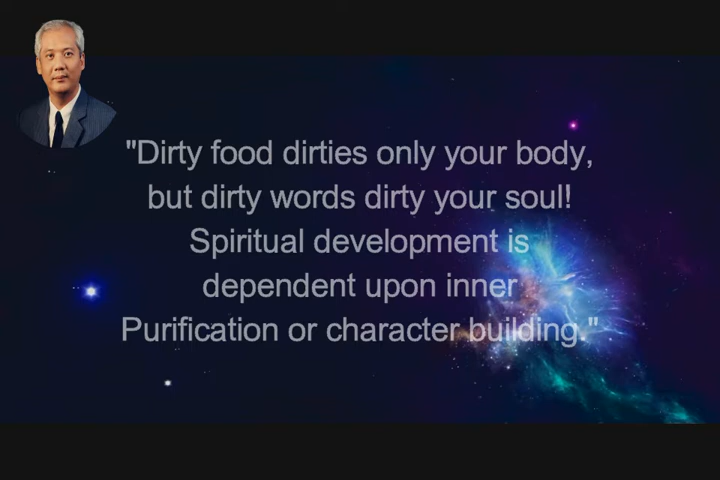 "Dirty food dirties only your body,
but dirty words dirty your soul!
Spiritual development is
dependent upon inner
Purification or character building."